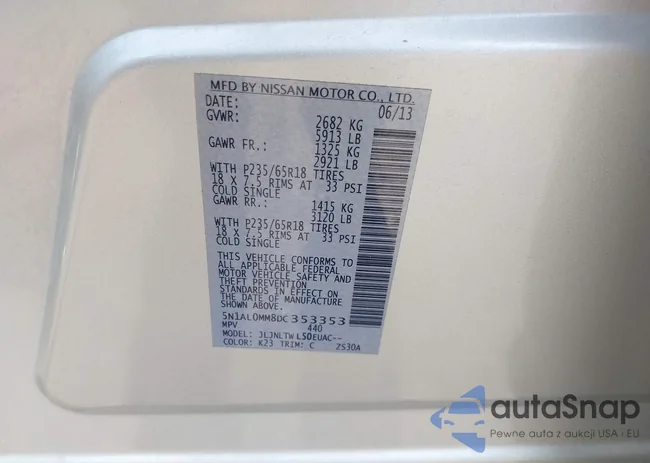 MFD BY NISSAN MOTOR CO., LTD.
DATE: 06/13
GVWR: 2682 KG
5913 LB
GAWR FR.: 1325 KG
2921 LB
WITH P235/65R18 TIRES
18 X 7.5 RIMS AT 33 PSI
COLD SINGLE
GAWR RR.: 1415 KG
3120 LB
WITH P235/65R18 TIRES
18 X 7.5 RIMS AT 33 PSI
COLD SINGLE
THIS VEHICLE CONFORMS TO
ALL APPLICABLE FEDERAL
MOTOR VEHICLE SAFETY AND
THEFT PREVENTION
STANDARDS IN EFFECT ON
THE DATE OF MANUFACTURE
SHOWN ABOVE.
5N1AL0MM8DC353353
MPV 440
MODEL: JLJNLTWL50EUAC--
COLOR: K23 TRIM: C ZS30A
autaSnap
Pewne auta z aukcji USA i EU